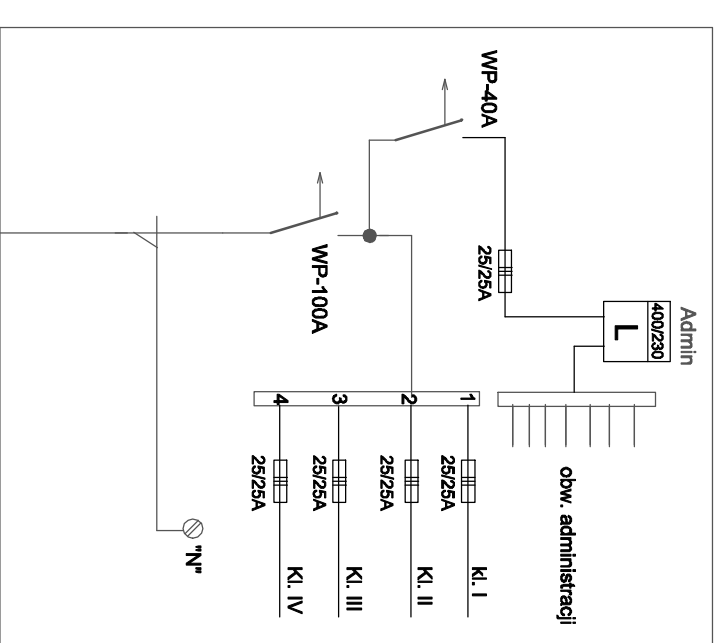 Admin
400/230
L
WP-40A
25/25A
obw. administracji
WP-100A
1
2
3
4
25/25A
25/25A
25/25A
25/25A
kl. I
Kl. II
Kl. III
Kl. IV
"N"